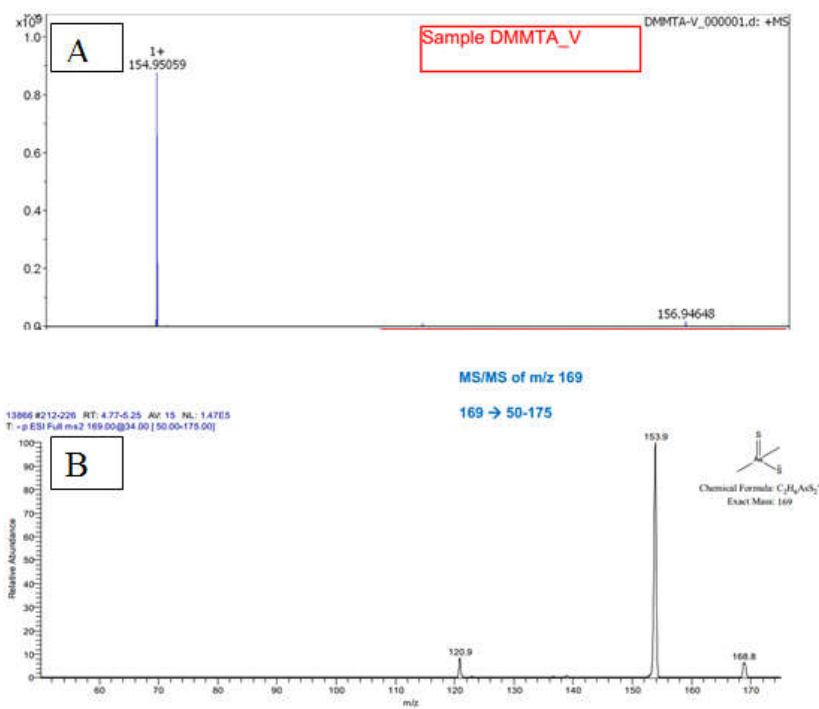 x10⁹
DMMTA-V_000001.d: +MS
1.0
A
1+
154.95059
Sample DMMTA_V
0.8
0.6
0.4
0.2
156.94648
0.0
MS/MS of m/z 169
169 → 50-175
13866 #212-226 RT: 4.77-5.25 AV: 15 NL: 1.47E5
T: - p ESI Full ms2 169.00@34.00 [50.00-175.00]
B
100
90
80
70
60
50
40
30
20
10
0
Relative Abundance
153.9
120.9
168.8
S
As
S
Chemical Formula: C₂H₆AsS₂⁻
Exact Mass: 169
60
70
80
90
100
110
120
130
140
150
160
170
m/z